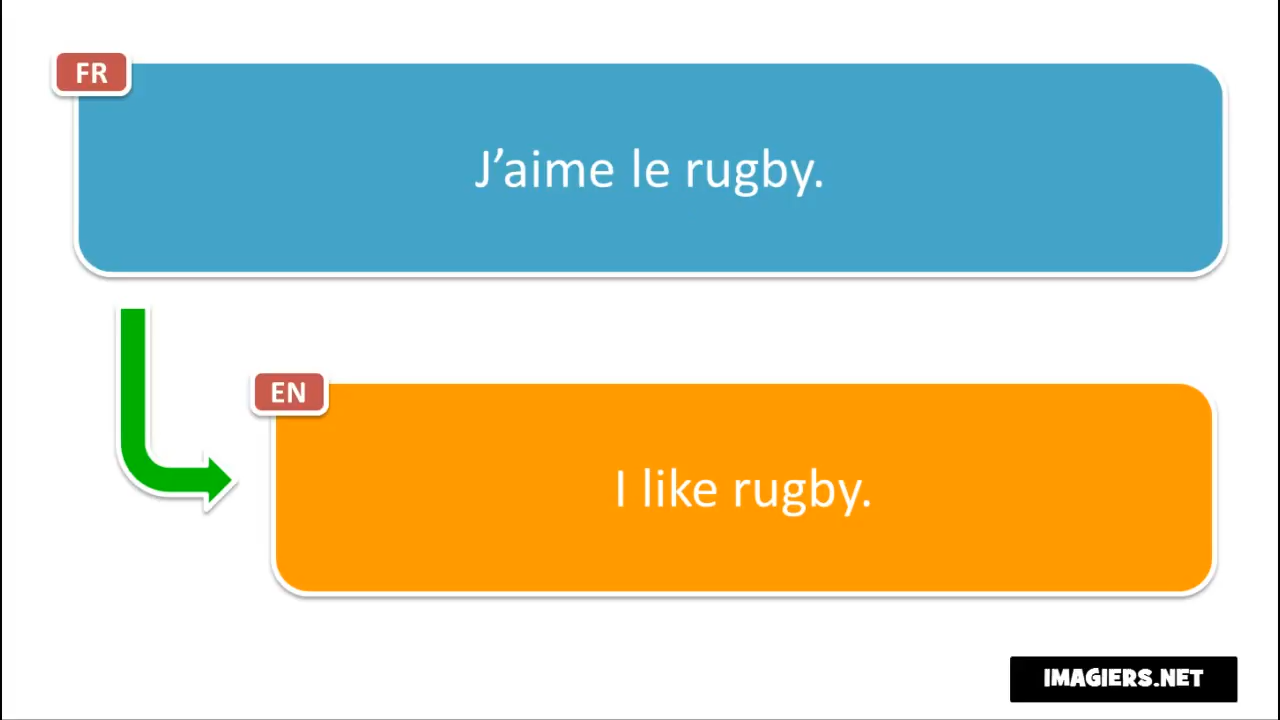 FR
J’aime le rugby.
EN
I like rugby.
IMAGIERS.NET